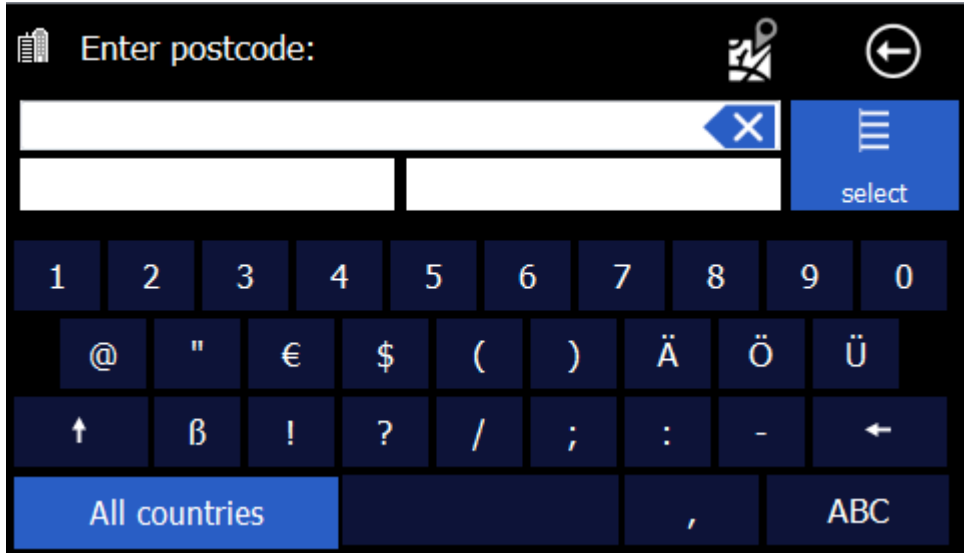 Enter postcode:
select
1 2 3 4 5 6 7 8 9 0
@ " € $ ( ) Ä Ö Ü
ß ! ? / ; : -
All countries , ABC